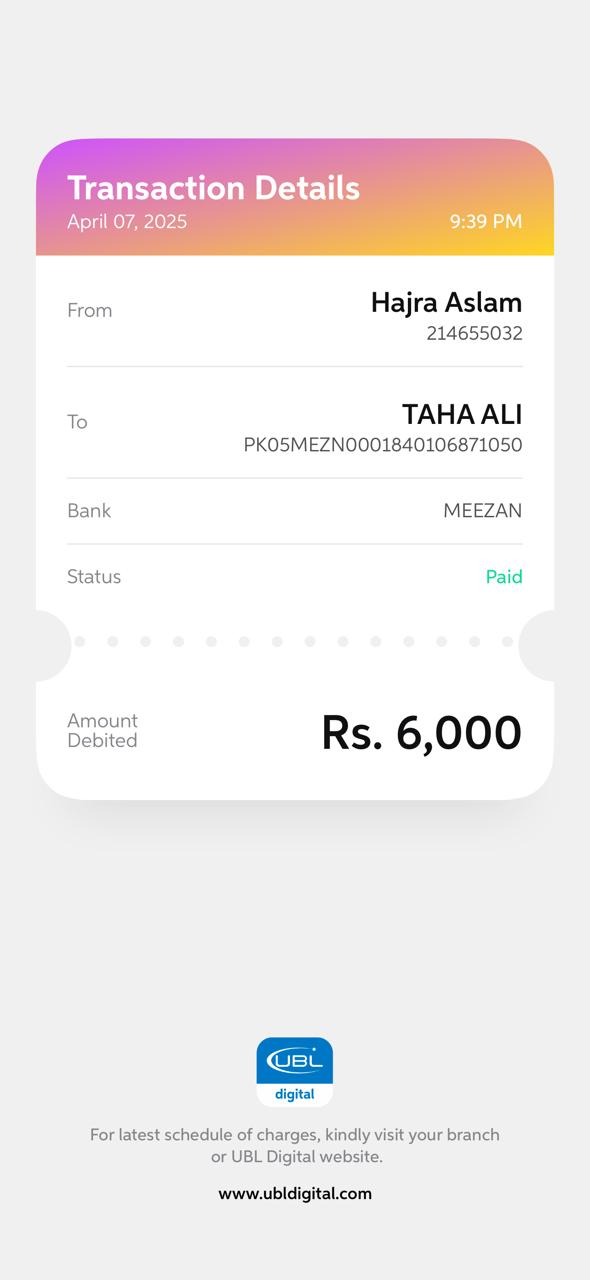 Transaction Details
April 07, 2025 9:39 PM
From Hajra Aslam
214655032
To TAHA ALI
PK05MEZN0001840106871050
Bank MEEZAN
Status Paid
Amount Debited Rs. 6,000
UBL
digital
For latest schedule of charges, kindly visit your branch
or UBL Digital website.
www.ubldigital.com